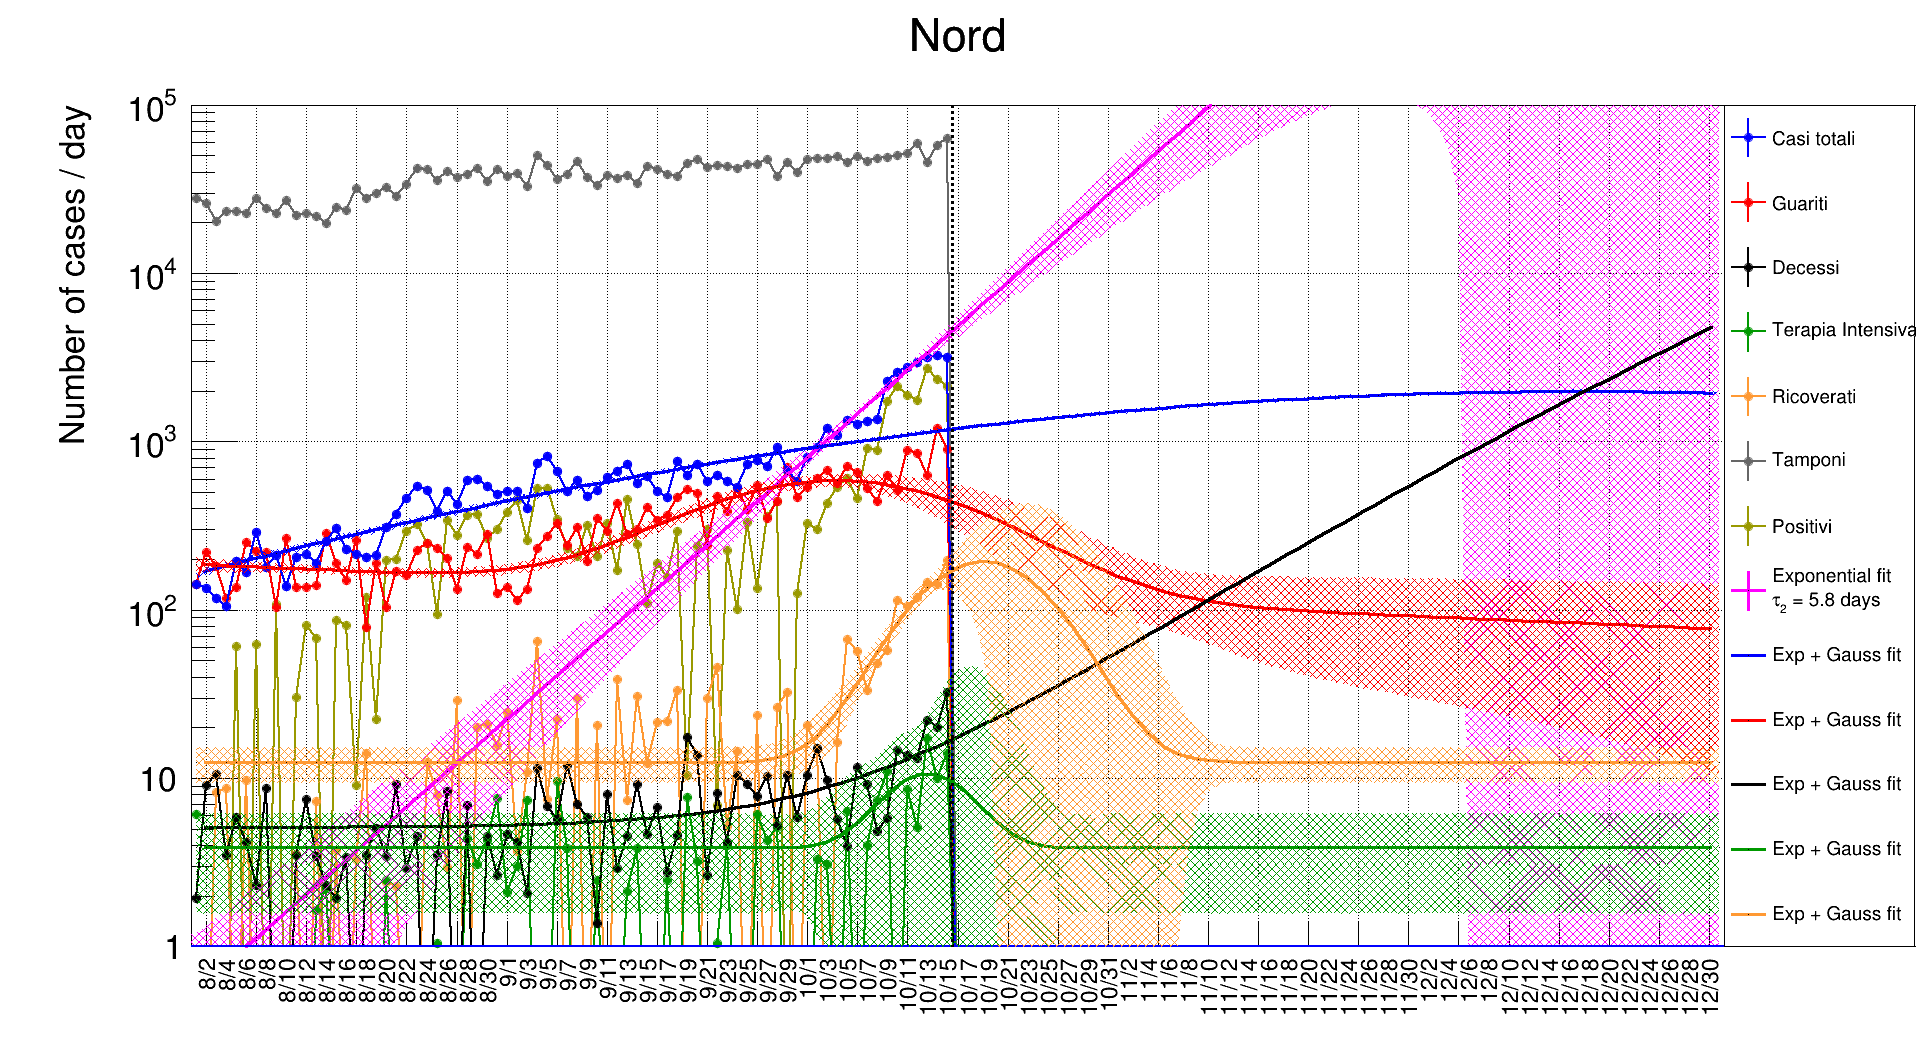 Nord
Number of cases / day
10^5
10^4
10^3
10^2
10
1
8/2 8/4 8/6 8/8 8/10 8/12 8/14 8/16 8/18 8/20 8/22 8/24 8/26 8/28 8/30 9/1 9/3 9/5 9/7 9/9 9/11 9/13 9/15 9/17 9/19 9/21 9/23 9/25 9/27 9/29 10/1 10/3 10/5 10/7 10/9 10/11 10/13 10/15 10/17 10/19 10/21 10/23 10/25 10/27 10/29 10/31 11/2 11/4 11/6 11/8 11/10 11/12 11/14 11/16 11/18 11/20 11/22 11/24 11/26 11/28 11/30 12/2 12/4 12/6 12/8 12/10 12/12 12/14 12/16 12/18 12/20 12/22 12/24 12/26 12/28 12/30
Casi totali
Guariti
Decessi
Terapia Intensiva
Ricoverati
Tamponi
Positivi
Exponential fit
τ_2 = 5.8 days
Exp + Gauss fit
Exp + Gauss fit
Exp + Gauss fit
Exp + Gauss fit
Exp + Gauss fit